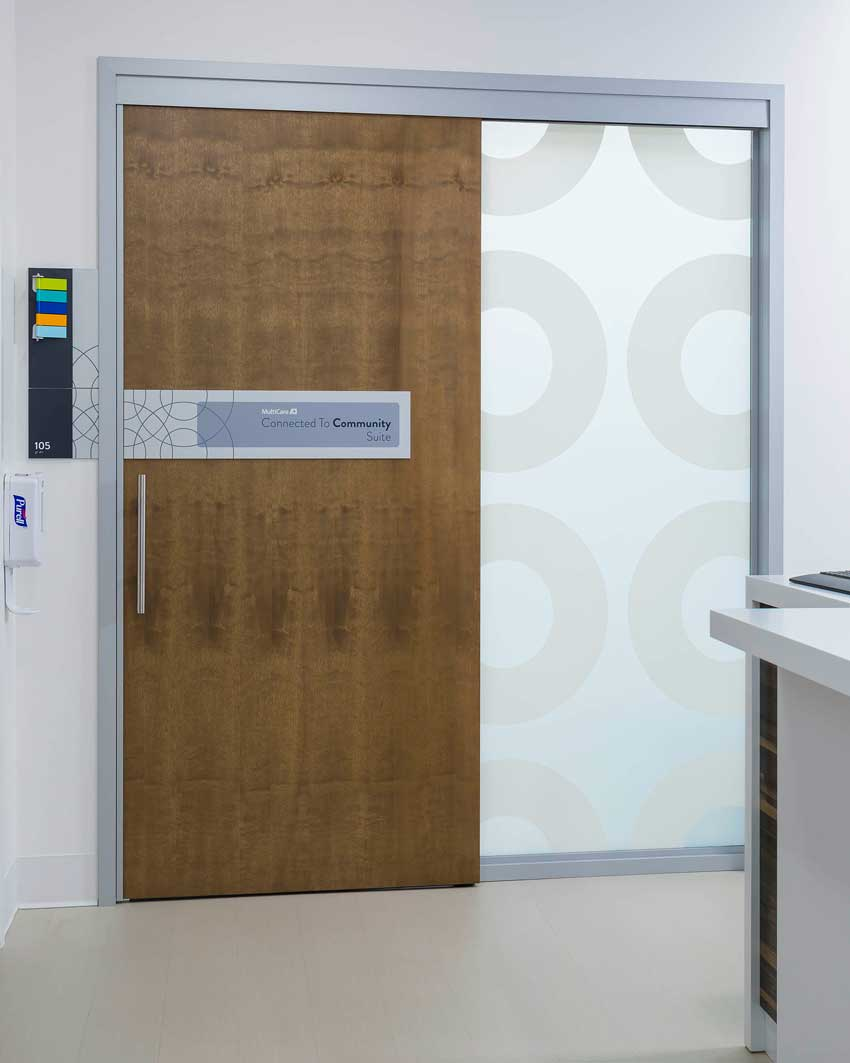 MultiCare
Connected To Community
Suite
105
Purell